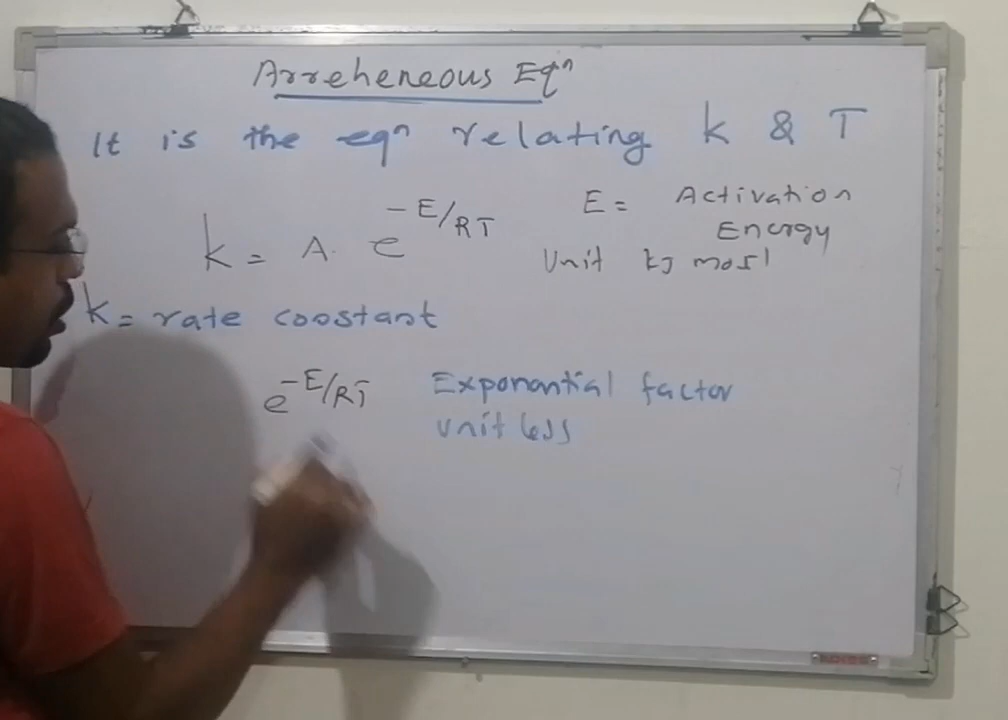 Arreheneous Eqⁿ
It is the eqⁿ relating k & T
k = A. e^-E/RT
E = Activation
Energy
Unit kJ mol⁻¹
k = rate constant
e^-E/RT Exponantial factor
unit less